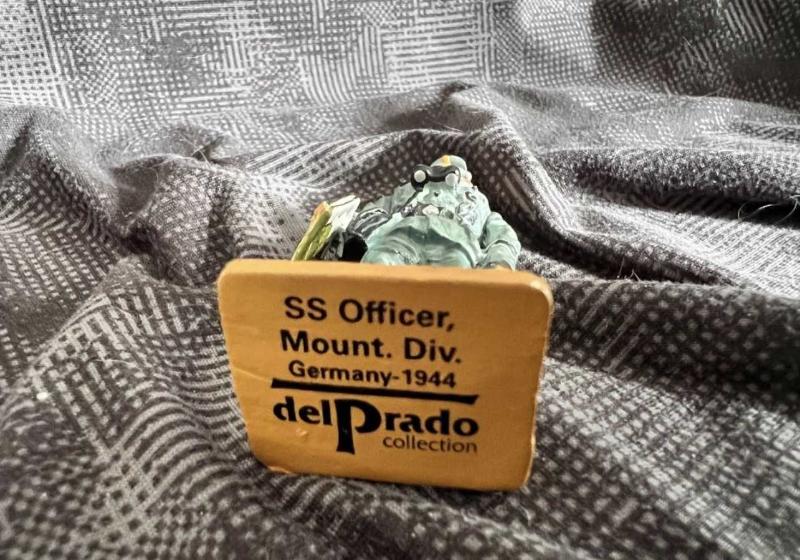 SS Officer,
Mount. Div.
Germany-1944
delPrado
collection